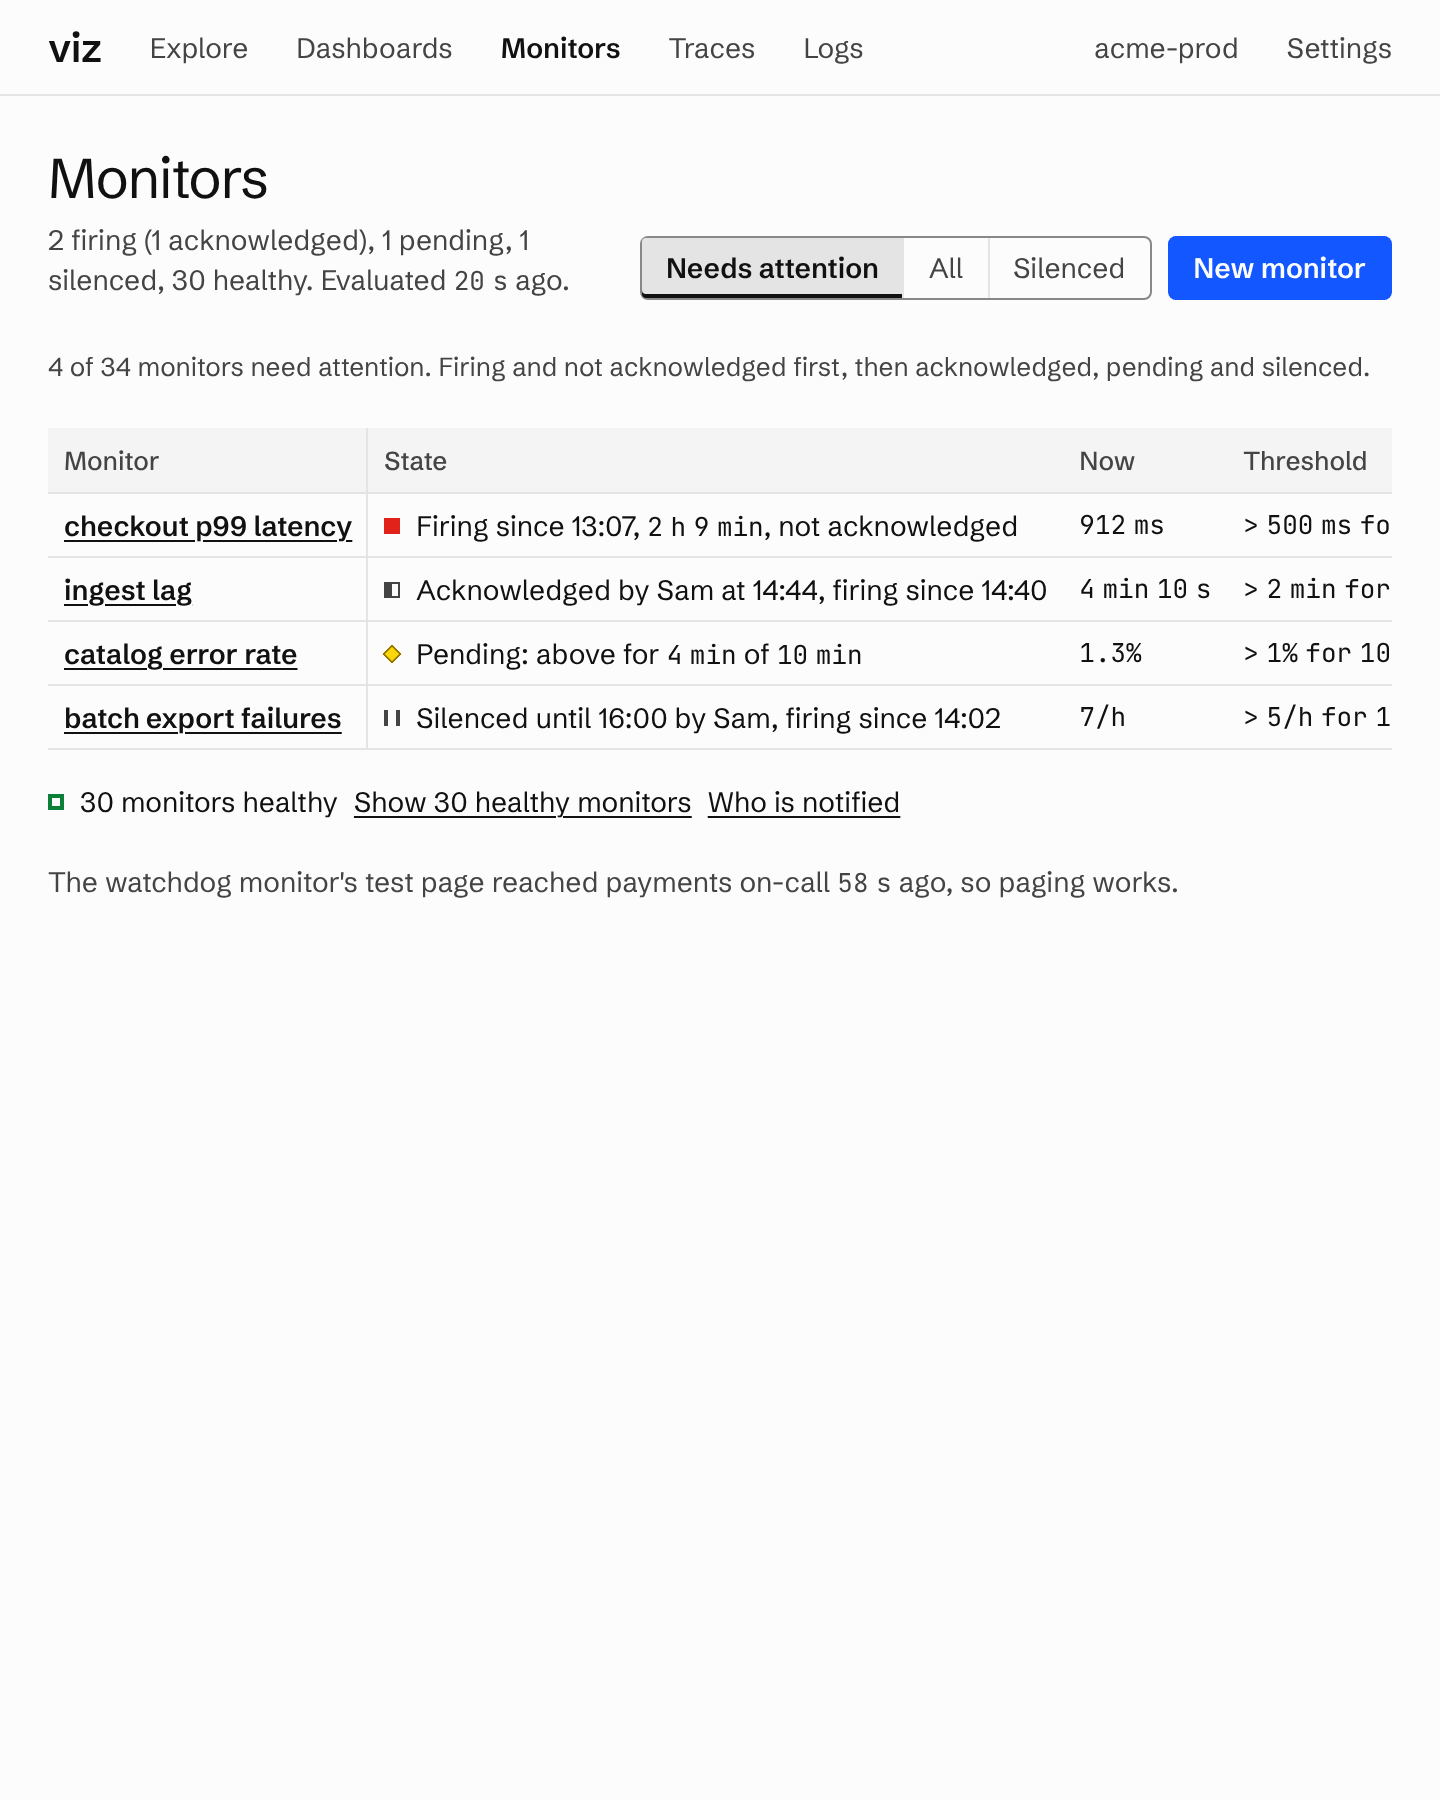 viz Explore Dashboards Monitors Traces Logs acme-prod Settings
Monitors
2 firing (1 acknowledged), 1 pending, 1
silenced, 30 healthy. Evaluated 20 s ago.
Needs attention All Silenced New monitor
4 of 34 monitors need attention. Firing and not acknowledged first, then acknowledged, pending and silenced.
Monitor State Now Threshold
checkout p99 latency Firing since 13:07, 2 h 9 min, not acknowledged 912 ms > 500 ms fo
ingest lag Acknowledged by Sam at 14:44, firing since 14:40 4 min 10 s > 2 min for
catalog error rate Pending: above for 4 min of 10 min 1.3% > 1% for 10
batch export failures Silenced until 16:00 by Sam, firing since 14:02 7/h > 5/h for 1
30 monitors healthy Show 30 healthy monitors Who is notified
The watchdog monitor's test page reached payments on-call 58 s ago, so paging works.